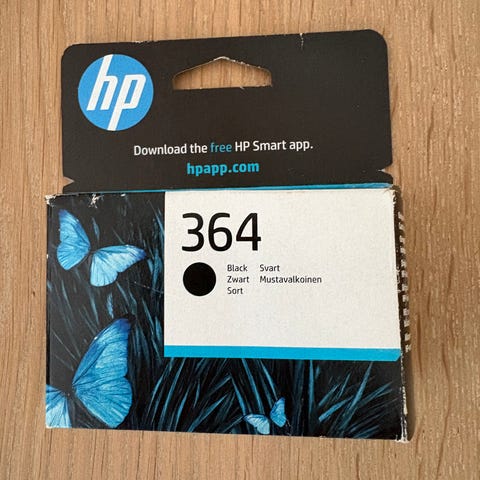 hp
Download the free HP Smart app.
hpapp.com
364
Black Svart
Zwart Mustavalkoinen
Sort